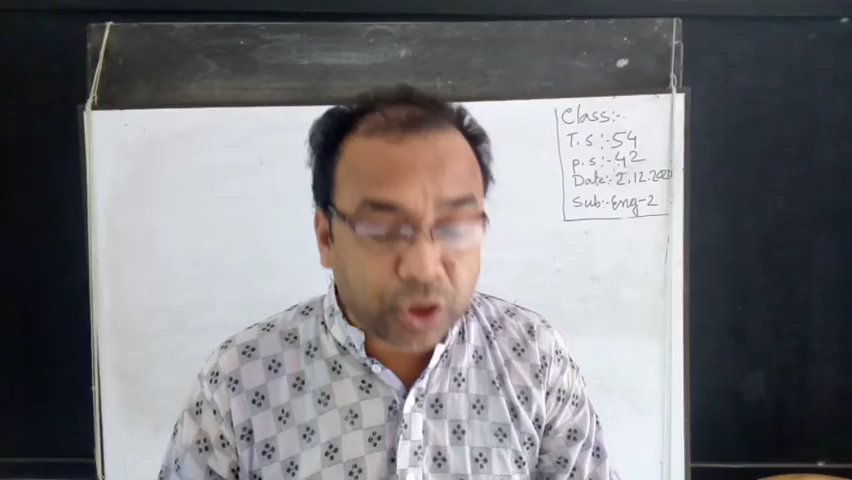 Class:-
T.s:-54
p.s:-42
Date:-2.12.2020
Sub:-Eng-2